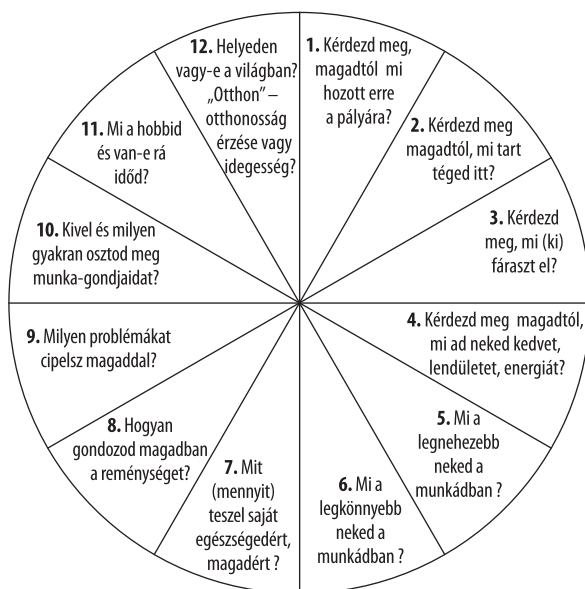 1. Kérdezd meg,
magadtól mi
hozott erre
a pályára?
2. Kérdezd meg
magadtól, mi tart
téged itt?
3. Kérdezd
meg, mi (ki)
fáraszt el?
4. Kérdezd meg magadtól,
mi ad neked kedvet,
lendületet, energiát?
5. Mi a
legnehezebb
neked a
munkádban ?
6. Mi a
legkönnyebb
neked a
munkádban ?
7. Mit
(mennyit)
teszel saját
egészségedért,
magadért ?
8. Hogyan
gondozod magadban
a reménységet?
9. Milyen problémákat
cipelsz magaddal?
10. Kivel és milyen
gyakran osztod meg
munka-gondjaidat?
11. Mi a hobbid
és van-e rá
időd?
12. Helyeden
vagy-e a világban?
„Otthon” –
otthonosság
érzése vagy
idegesség?